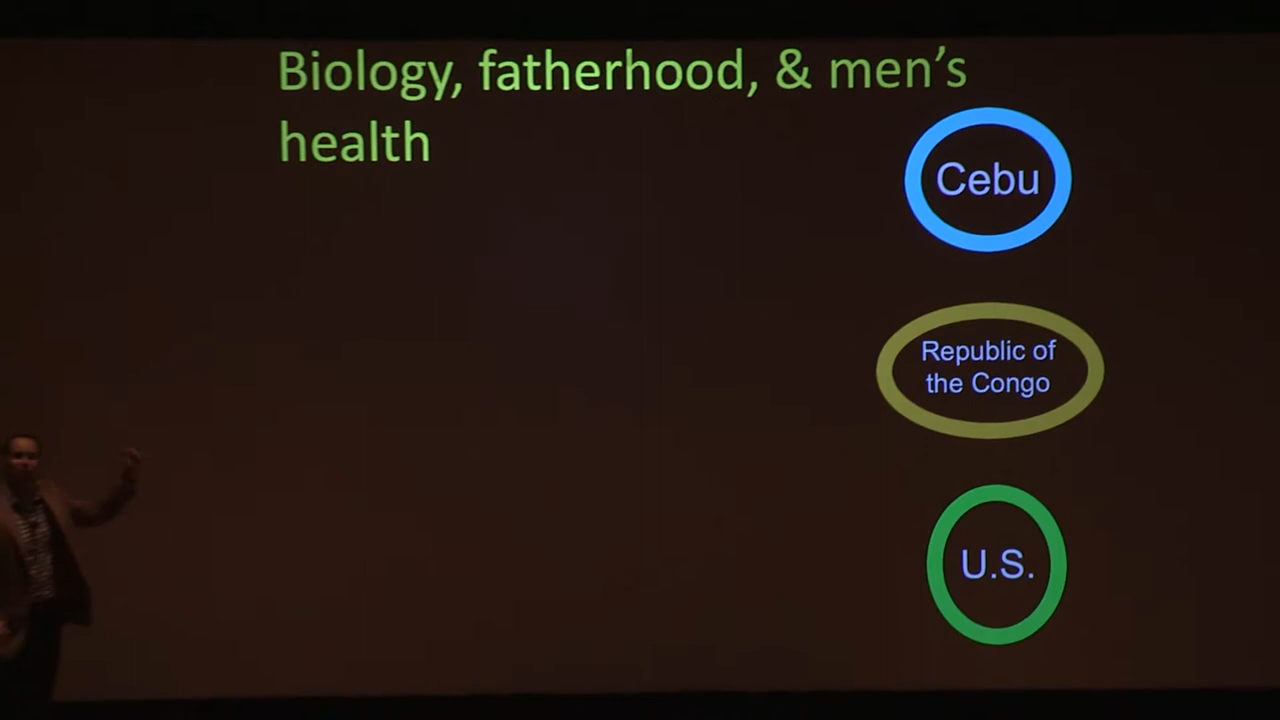 Biology, fatherhood, & men’s
health
Cebu
Republic of
the Congo
U.S.